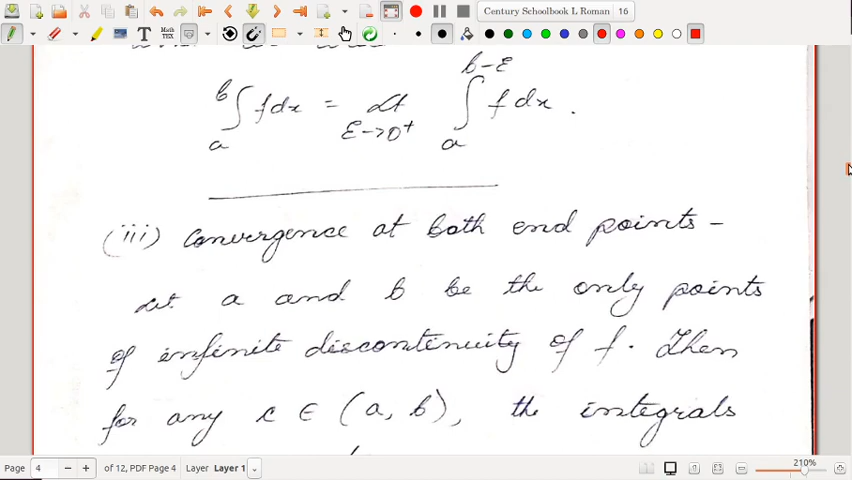 Century Schoolbook L Roman 16
T Math TEX
b b-ε
∫ f dx = Lt ∫ f dx .
a ε->0+ a
(iii) Convergence at both end points -
Let a and b be the only points
of infinite discontinuity of f. Then
for any c ∈ (a, b), the integrals
Page 4 of 12, PDF Page 4 Layer Layer 1 210%